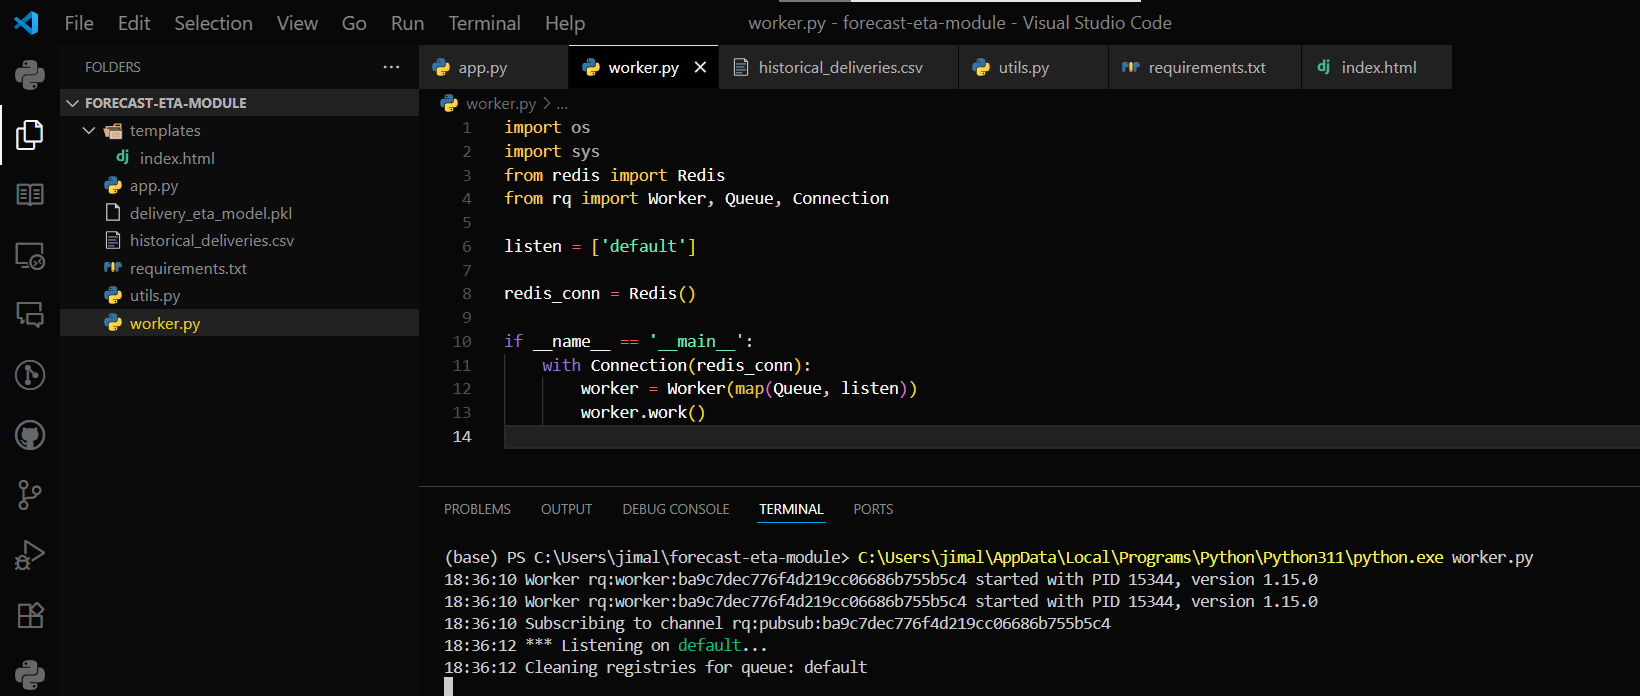 File Edit Selection View Go Run Terminal Help worker.py - forecast-eta-module - Visual Studio Code
FOLDERS ...
FORECAST-ETA-MODULE
templates
index.html
app.py
delivery_eta_model.pkl
historical_deliveries.csv
requirements.txt
utils.py
worker.py
app.py worker.py historical_deliveries.csv utils.py requirements.txt index.html
worker.py > ...
1 import os
2 import sys
3 from redis import Redis
4 from rq import Worker, Queue, Connection
5
6 listen = ['default']
7
8 redis_conn = Redis()
9
10 if __name__ == '__main__':
11 with Connection(redis_conn):
12 worker = Worker(map(Queue, listen))
13 worker.work()
14
PROBLEMS OUTPUT DEBUG CONSOLE TERMINAL PORTS
(base) PS C:\Users\jimal\forecast-eta-module> C:\Users\jimal\AppData\Local\Programs\Python\Python311\python.exe worker.py
18:36:10 Worker rq:worker:ba9c7dec776f4d219cc06686b755b5c4 started with PID 15344, version 1.15.0
18:36:10 Worker rq:worker:ba9c7dec776f4d219cc06686b755b5c4 started with PID 15344, version 1.15.0
18:36:10 Subscribing to channel rq:pubsub:ba9c7dec776f4d219cc06686b755b5c4
18:36:12 *** Listening on default...
18:36:12 Cleaning registries for queue: default